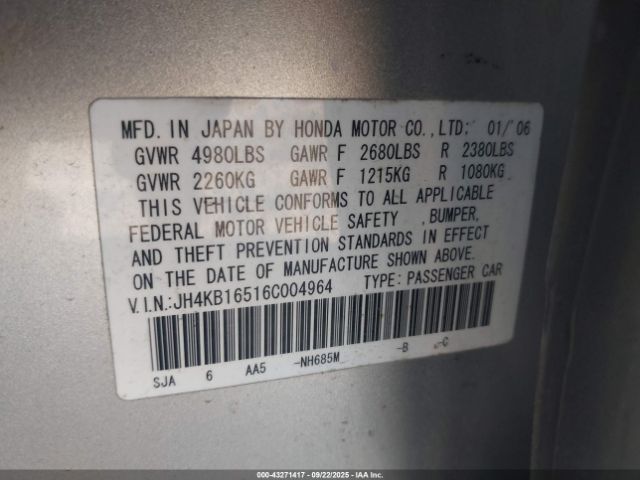 MFD. IN JAPAN BY HONDA MOTOR CO.,LTD: 01/'06
GVWR 4980LBS GAWR F 2680LBS R 2380LBS
GVWR 2260KG GAWR F 1215KG R 1080KG
THIS VEHICLE CONFORMS TO ALL APPLICABLE
FEDERAL MOTOR VEHICLE SAFETY ,BUMPER,
AND THEFT PREVENTION STANDARDS IN EFFECT
ON THE DATE OF MANUFACTURE SHOWN ABOVE.
V.I.N.:JH4KB16516C004964 TYPE: PASSENGER CAR
SJA 6 AA5 -NH685M -B -C
000-43271417 - 09/22/2025 - IAA Inc.